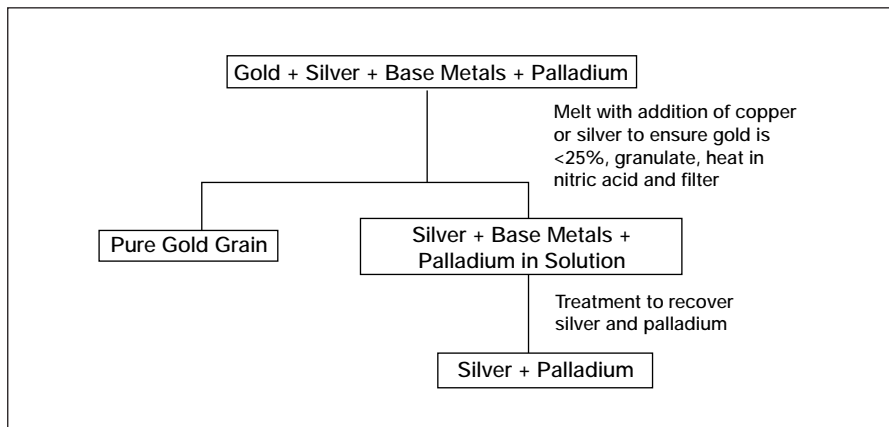 Gold + Silver + Base Metals + Palladium
Melt with addition of copper
or silver to ensure gold is
<25%, granulate, heat in
nitric acid and filter
Pure Gold Grain
Silver + Base Metals +
Palladium in Solution
Treatment to recover
silver and palladium
Silver + Palladium